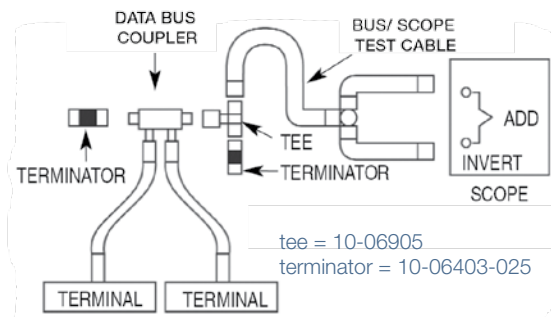 DATA BUS
COUPLER
BUS/ SCOPE
TEST CABLE
ADD
TEE
TERMINATOR
TERMINATOR
INVERT
SCOPE
tee = 10-06905
terminator = 10-06403-025
TERMINAL
TERMINAL